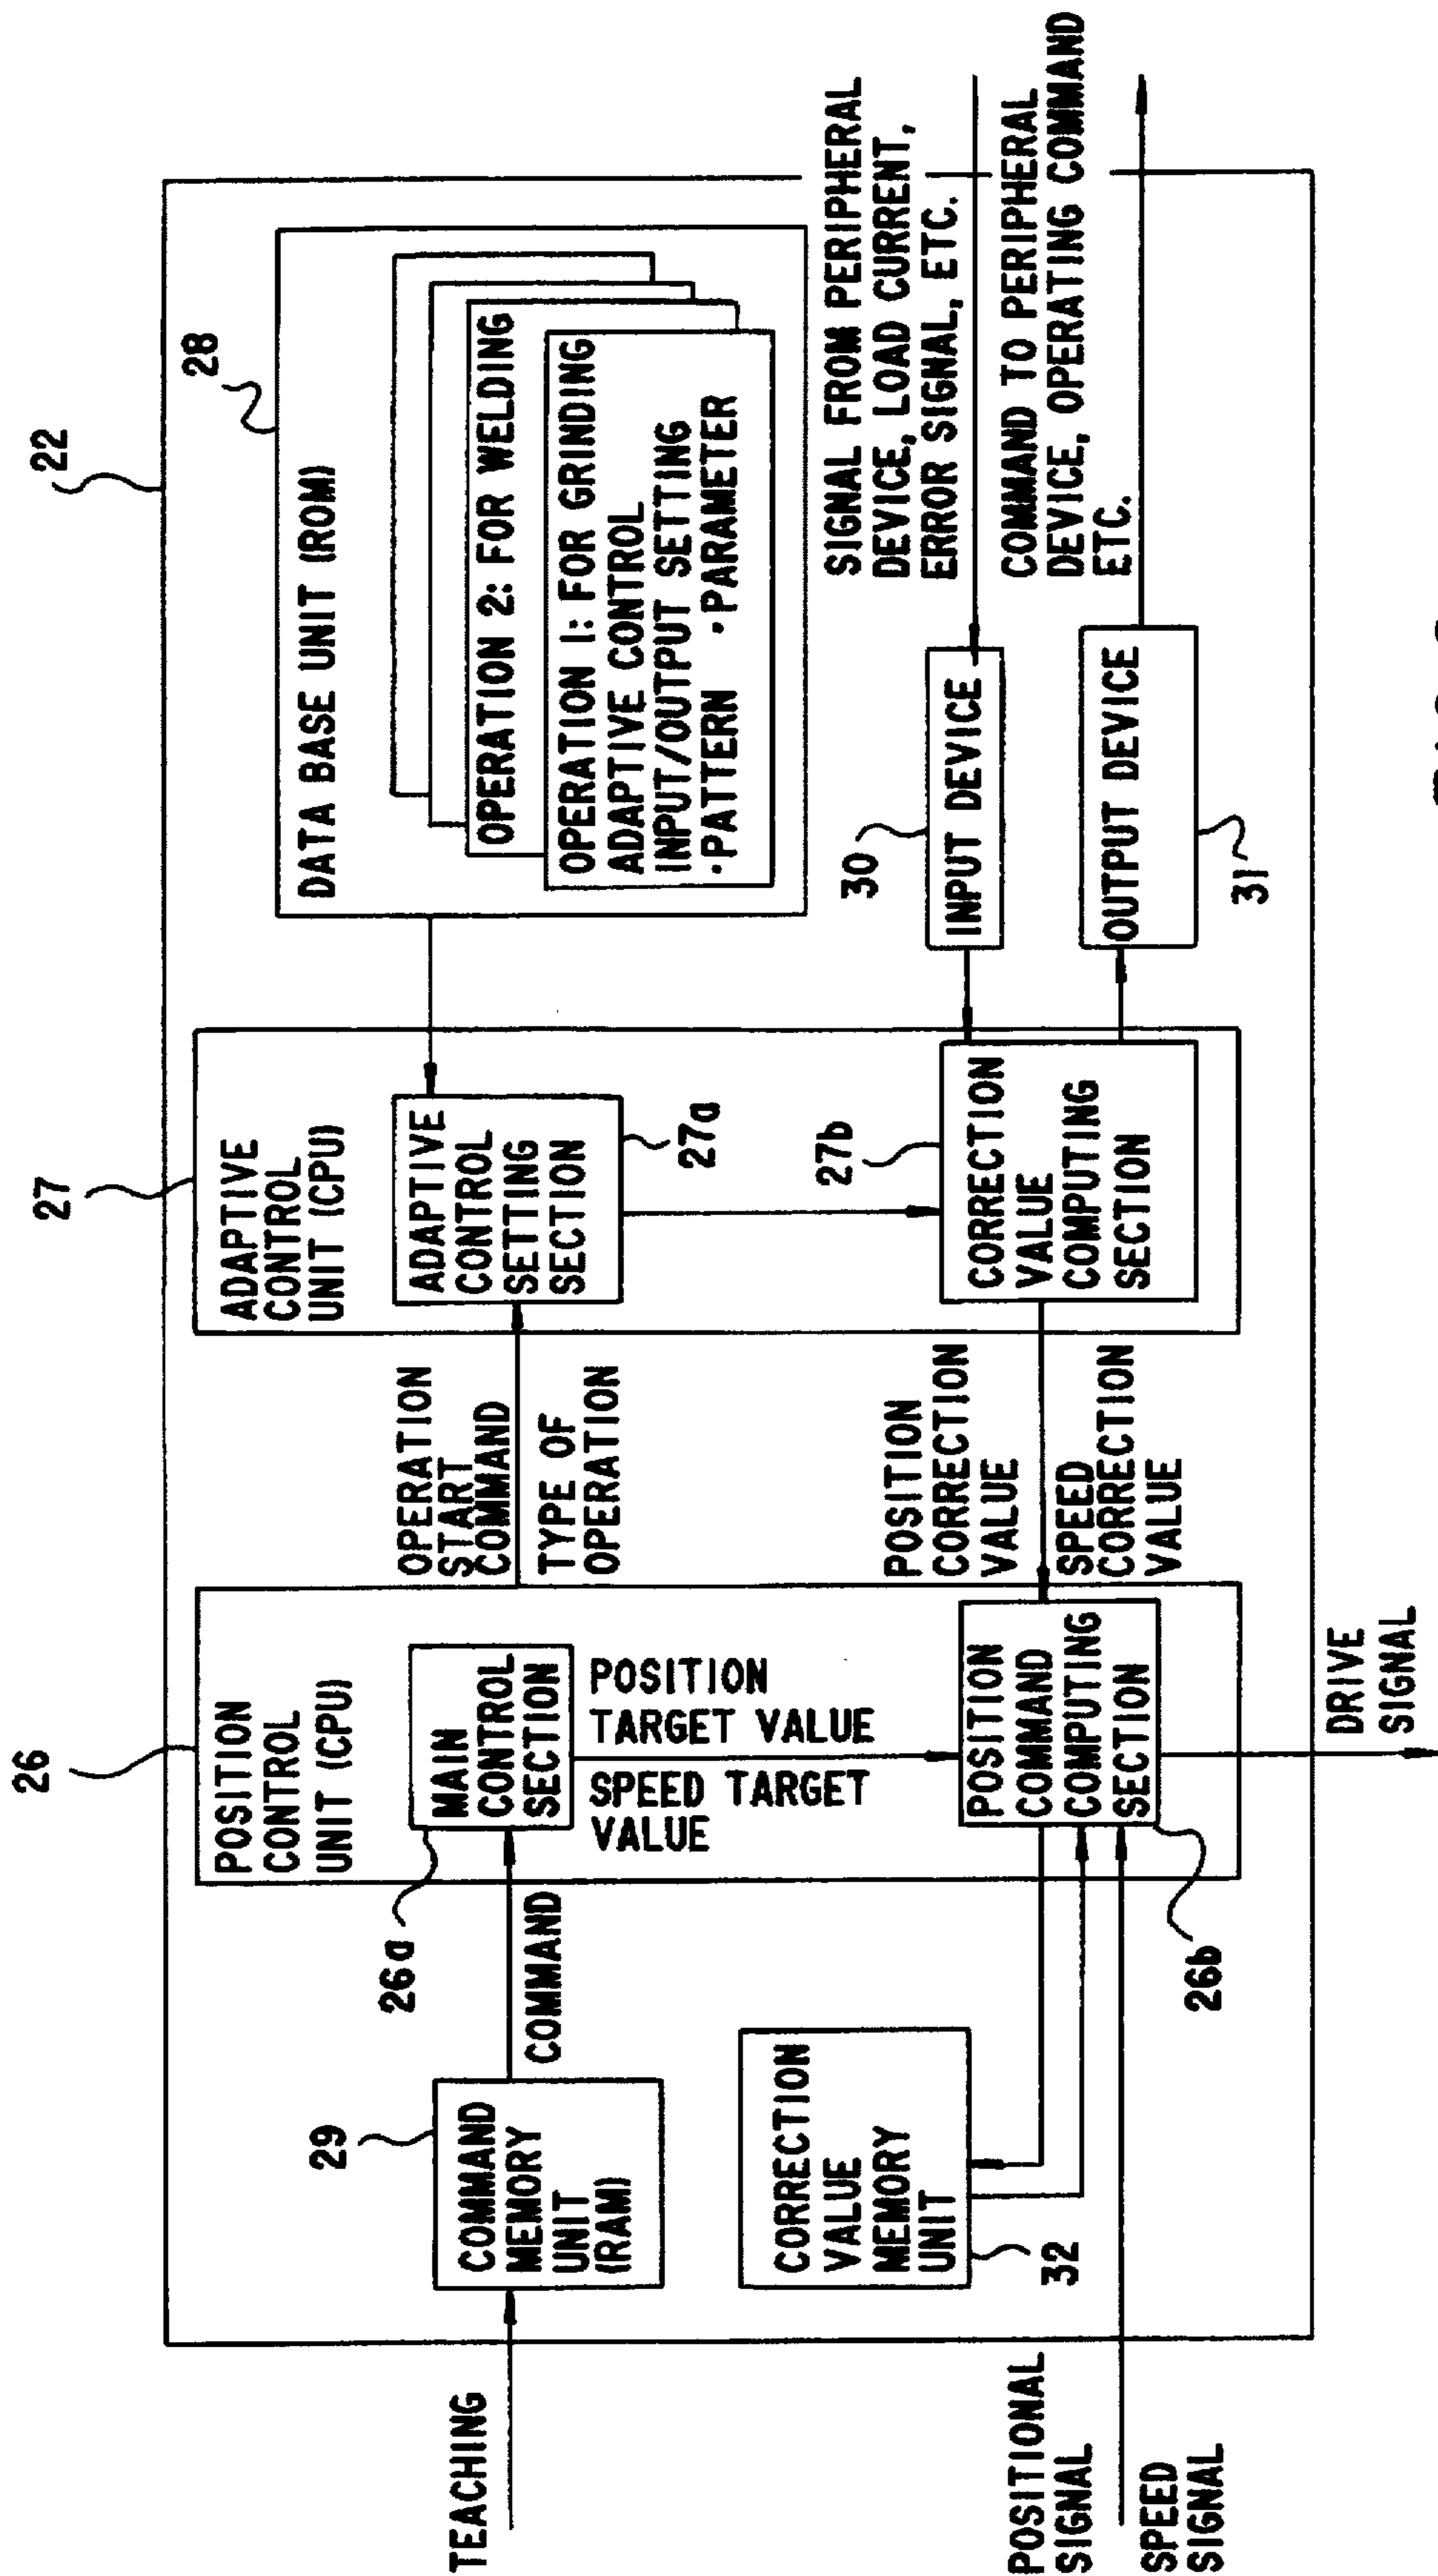 22
26
POSITION
CONTROL
UNIT (CPU)
27
ADAPTIVE
CONTROL
UNIT (CPU)
28
DATA BASE UNIT (ROM)
TEACHING
29
COMMAND
MEMORY
UNIT
(RAM)
COMMAND
26a
MAIN
CONTROL
SECTION
OPERATION
START
COMMAND
TYPE OF
OPERATION
ADAPTIVE
CONTROL
SETTING
SECTION
27a
OPERATION 2: FOR WELDING
OPERATION 1: FOR GRINDING
ADAPTIVE CONTROL
INPUT/OUTPUT SETTING
·PATTERN ·PARAMETER
POSITION
TARGET VALUE
SPEED TARGET
VALUE
CORRECTION
VALUE
MEMORY
UNIT
32
POSITIONAL
SIGNAL
SPEED
SIGNAL
POSITION
COMMAND
COMPUTING
SECTION
26b
POSITION
CORRECTION
VALUE
SPEED
CORRECTION
VALUE
27b
CORRECTION
VALUE
COMPUTING
SECTION
30
INPUT DEVICE
SIGNAL FROM PERIPHERAL
DEVICE, LOAD CURRENT,
ERROR SIGNAL, ETC.
OUTPUT DEVICE
31
COMMAND TO PERIPHERAL
DEVICE, OPERATING COMMAND
ETC.
DRIVE
SIGNAL